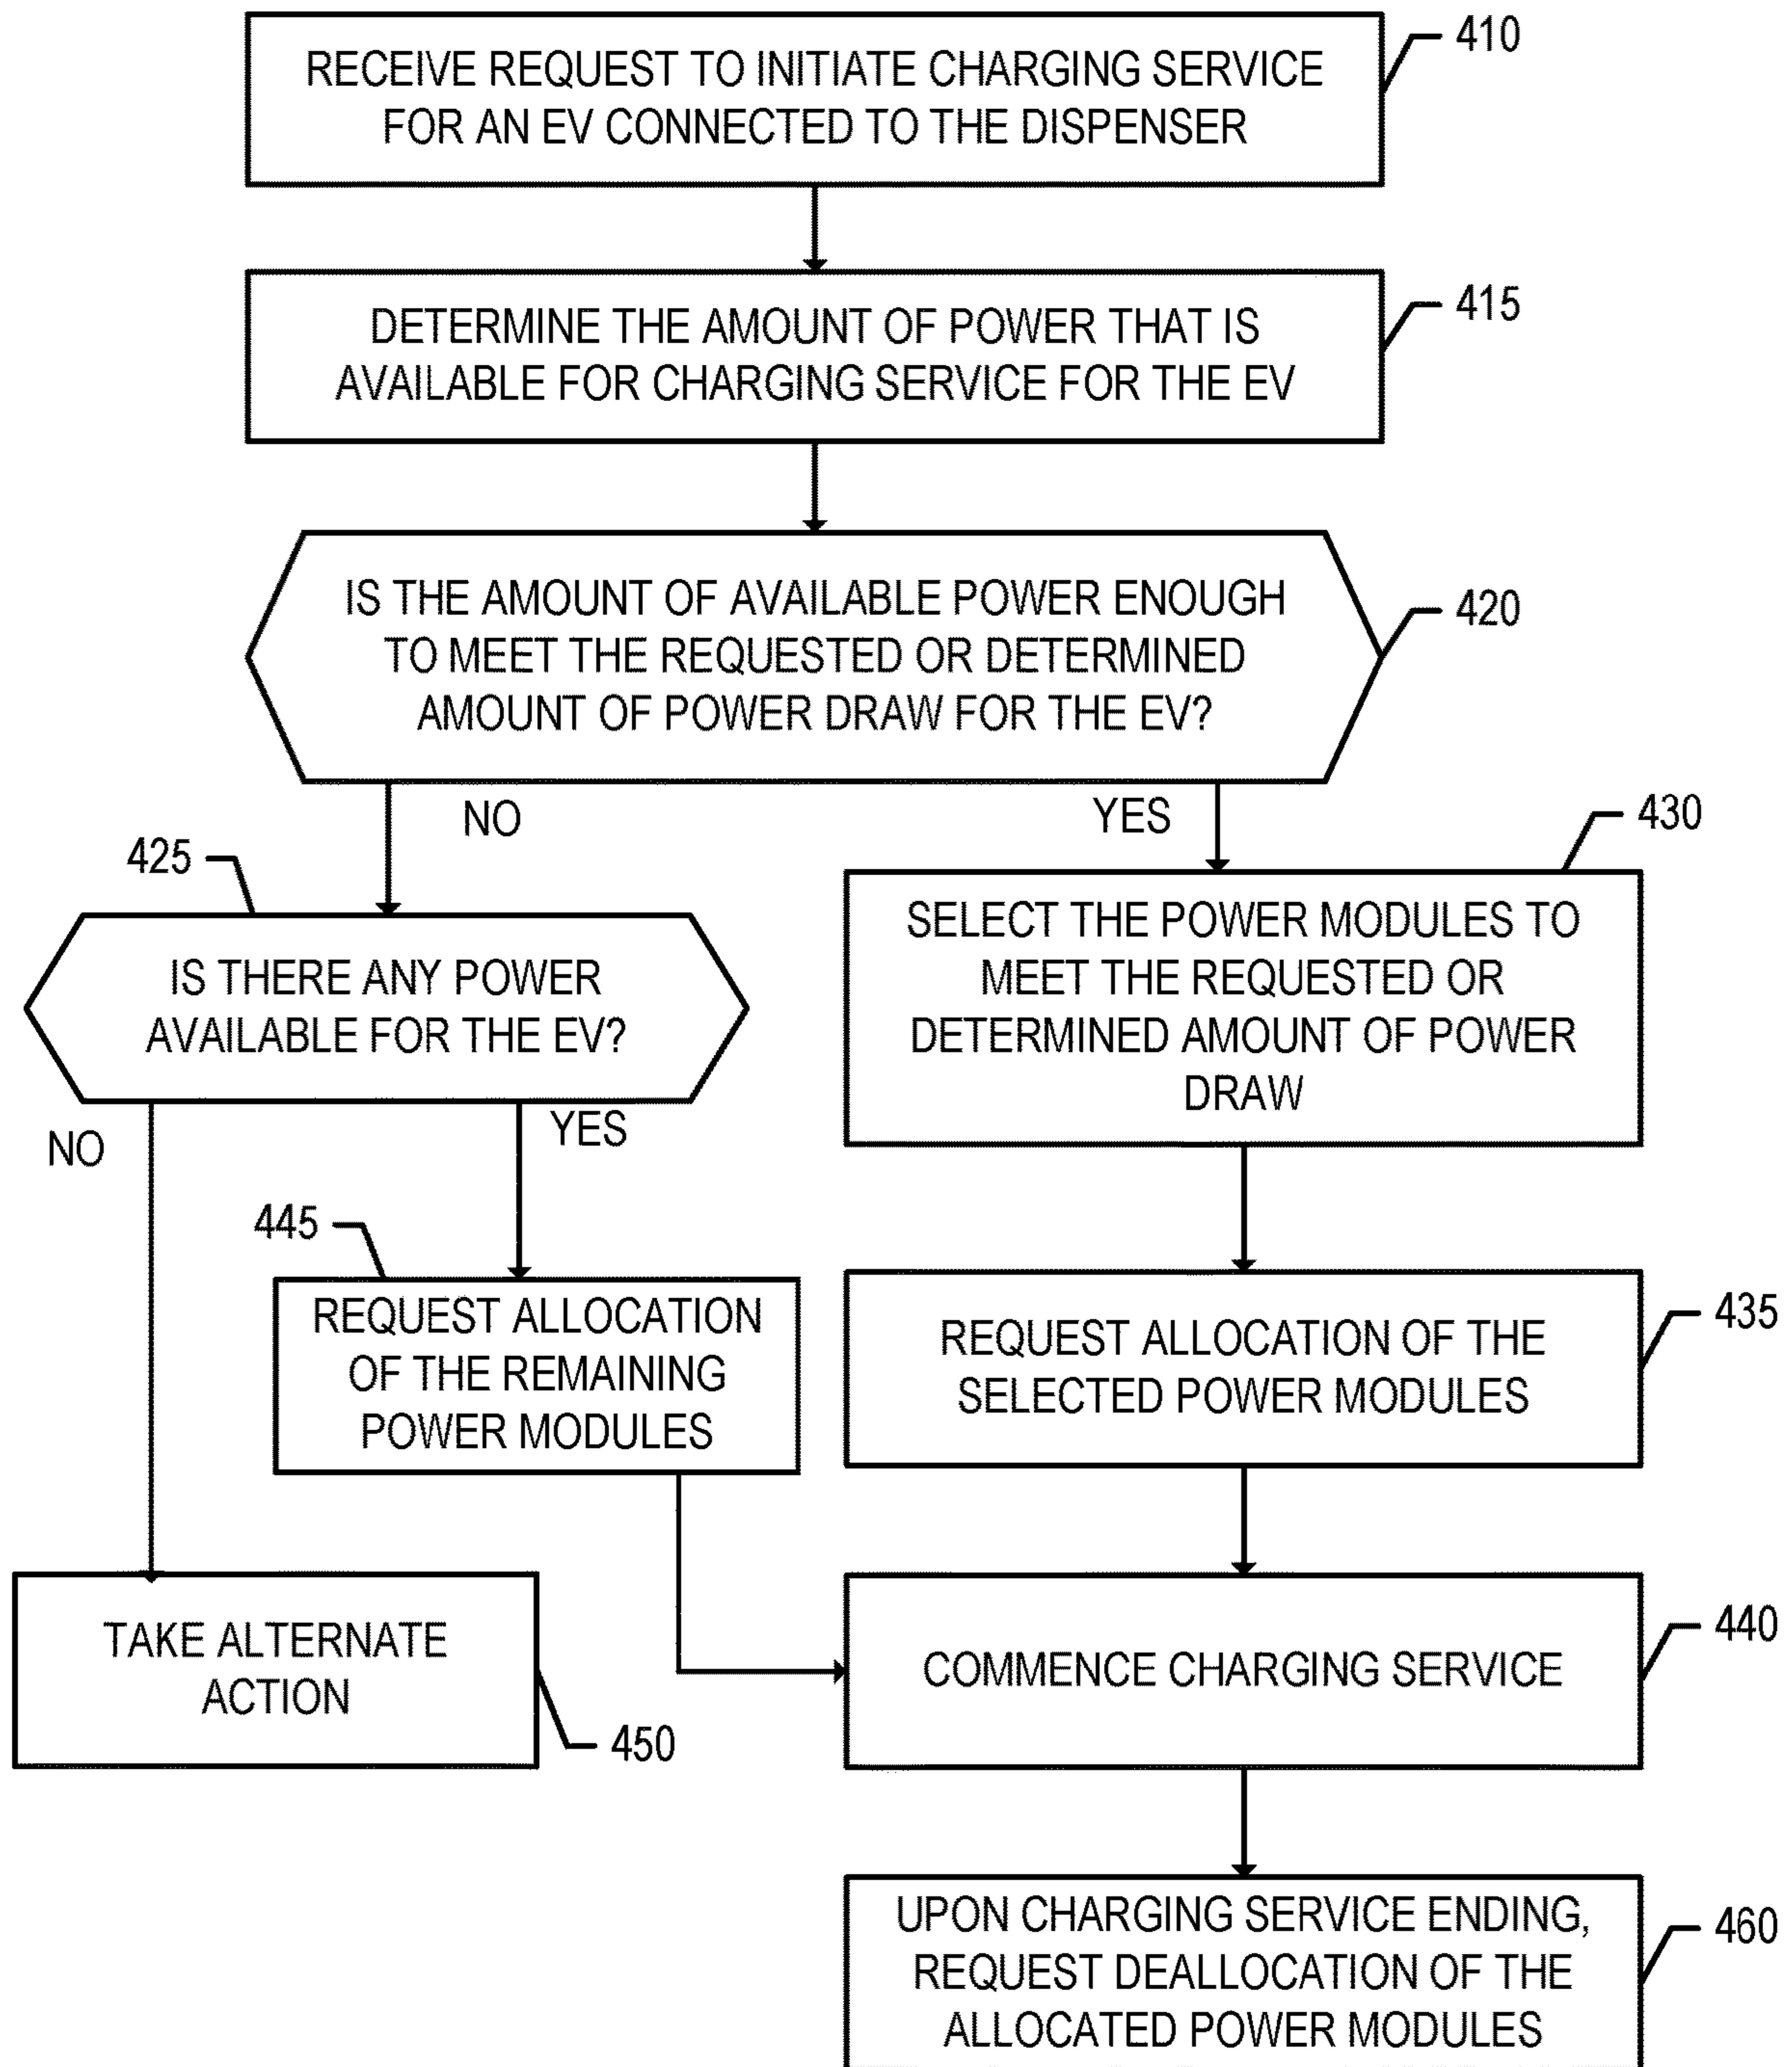 RECEIVE REQUEST TO INITIATE CHARGING SERVICE
FOR AN EV CONNECTED TO THE DISPENSER
410
DETERMINE THE AMOUNT OF POWER THAT IS
AVAILABLE FOR CHARGING SERVICE FOR THE EV
415
IS THE AMOUNT OF AVAILABLE POWER ENOUGH
TO MEET THE REQUESTED OR DETERMINED
AMOUNT OF POWER DRAW FOR THE EV?
420
NO
YES
425
IS THERE ANY POWER
AVAILABLE FOR THE EV?
430
SELECT THE POWER MODULES TO
MEET THE REQUESTED OR
DETERMINED AMOUNT OF POWER
DRAW
NO
YES
445
REQUEST ALLOCATION
OF THE REMAINING
POWER MODULES
REQUEST ALLOCATION OF THE
SELECTED POWER MODULES
435
TAKE ALTERNATE
ACTION
450
COMMENCE CHARGING SERVICE
440
UPON CHARGING SERVICE ENDING,
REQUEST DEALLOCATION OF THE
ALLOCATED POWER MODULES
460